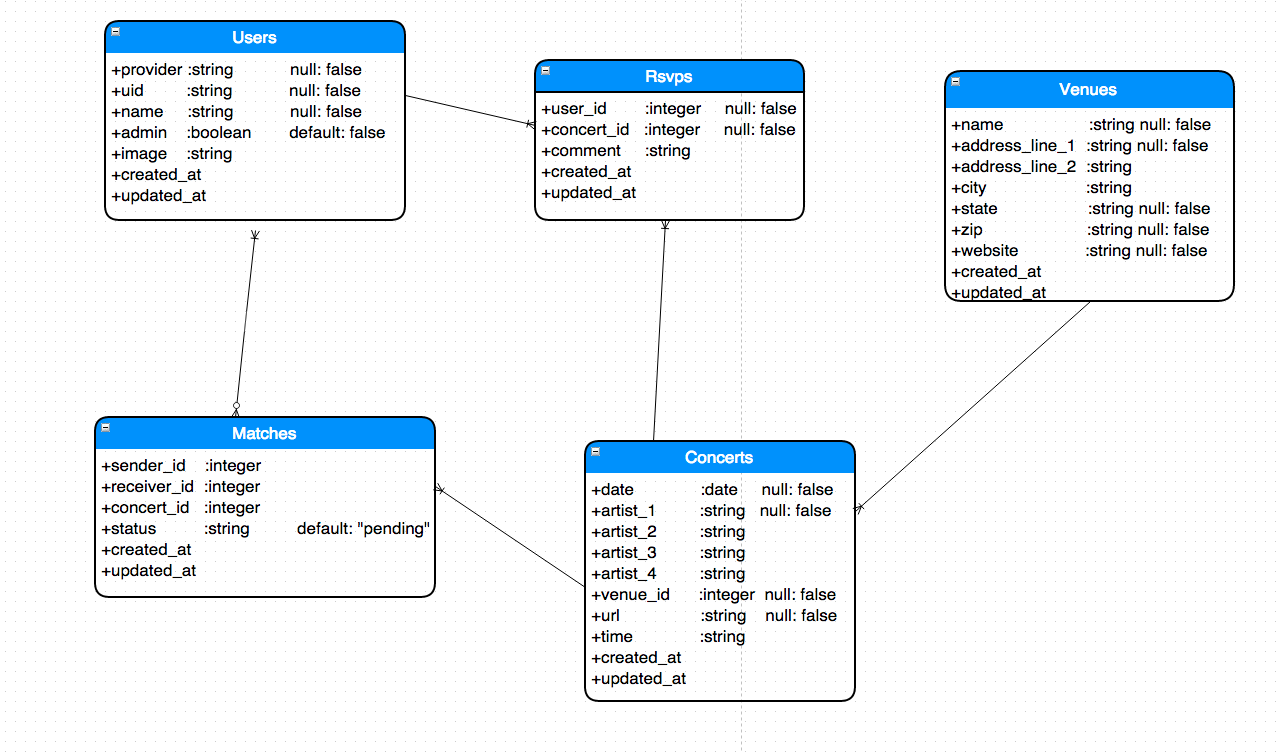 Users
+provider :string null: false
+uid :string null: false
+name :string null: false
+admin :boolean default: false
+image :string
+created_at
+updated_at
Rsvps
+user_id :integer null: false
+concert_id :integer null: false
+comment :string
+created_at
+updated_at
Venues
+name :string null: false
+address_line_1 :string null: false
+address_line_2 :string
+city :string
+state :string null: false
+zip :string null: false
+website :string null: false
+created_at
+updated_at
Matches
+sender_id :integer
+receiver_id :integer
+concert_id :integer
+status :string default: "pending"
+created_at
+updated_at
Concerts
+date :date null: false
+artist_1 :string null: false
+artist_2 :string
+artist_3 :string
+artist_4 :string
+venue_id :integer null: false
+url :string null: false
+time :string
+created_at
+updated_at